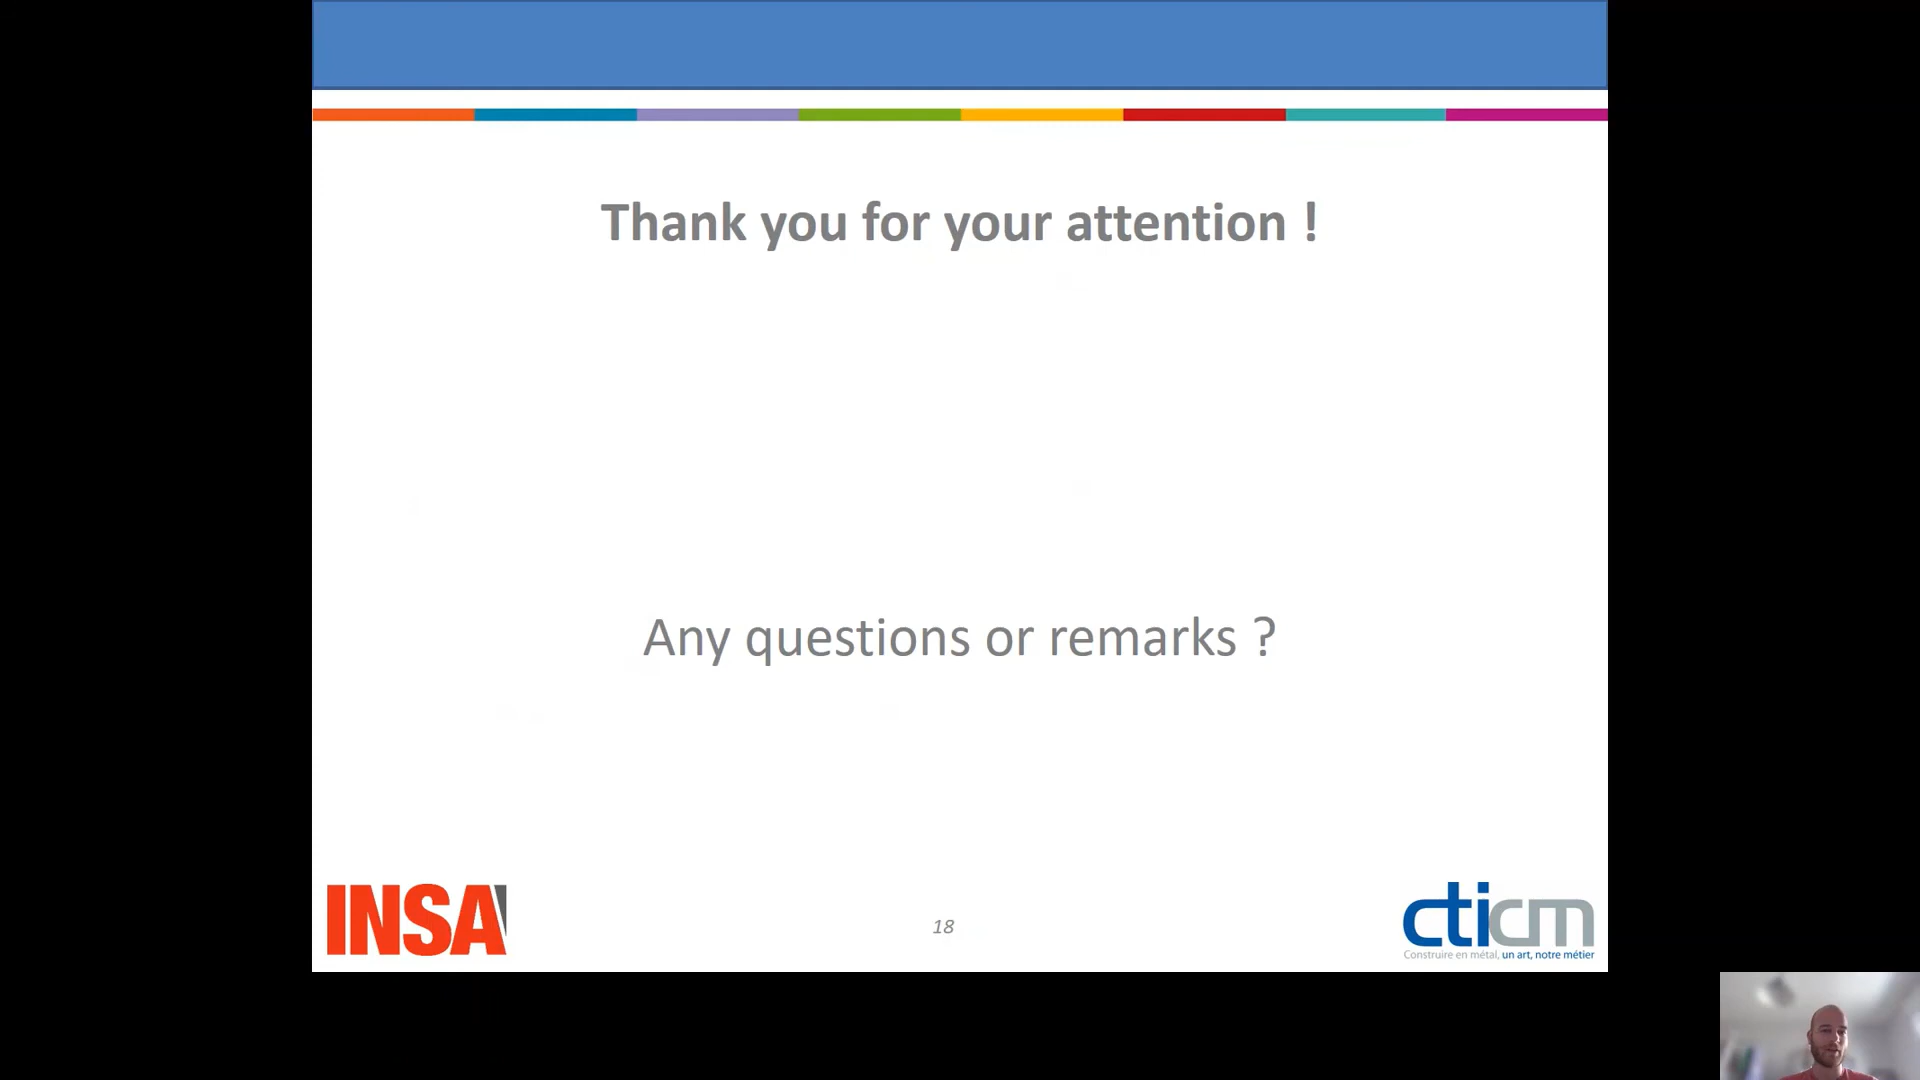 Thank you for your attention !
Any questions or remarks ?
INSA
18
cticm
Construire en métal, un art, notre métier